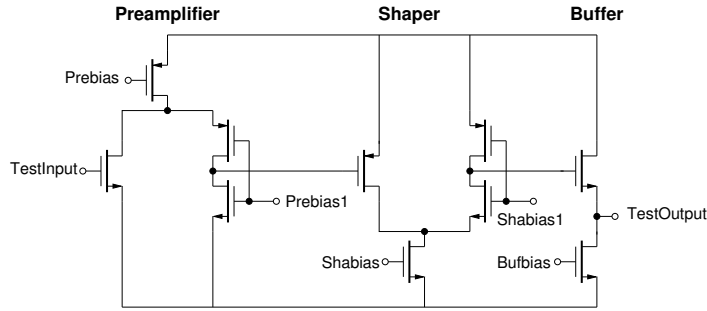 Preamplifier Shaper Buffer
Prebias
TestInput
Prebias1
Shabias1
TestOutput
Shabias
Bufbias